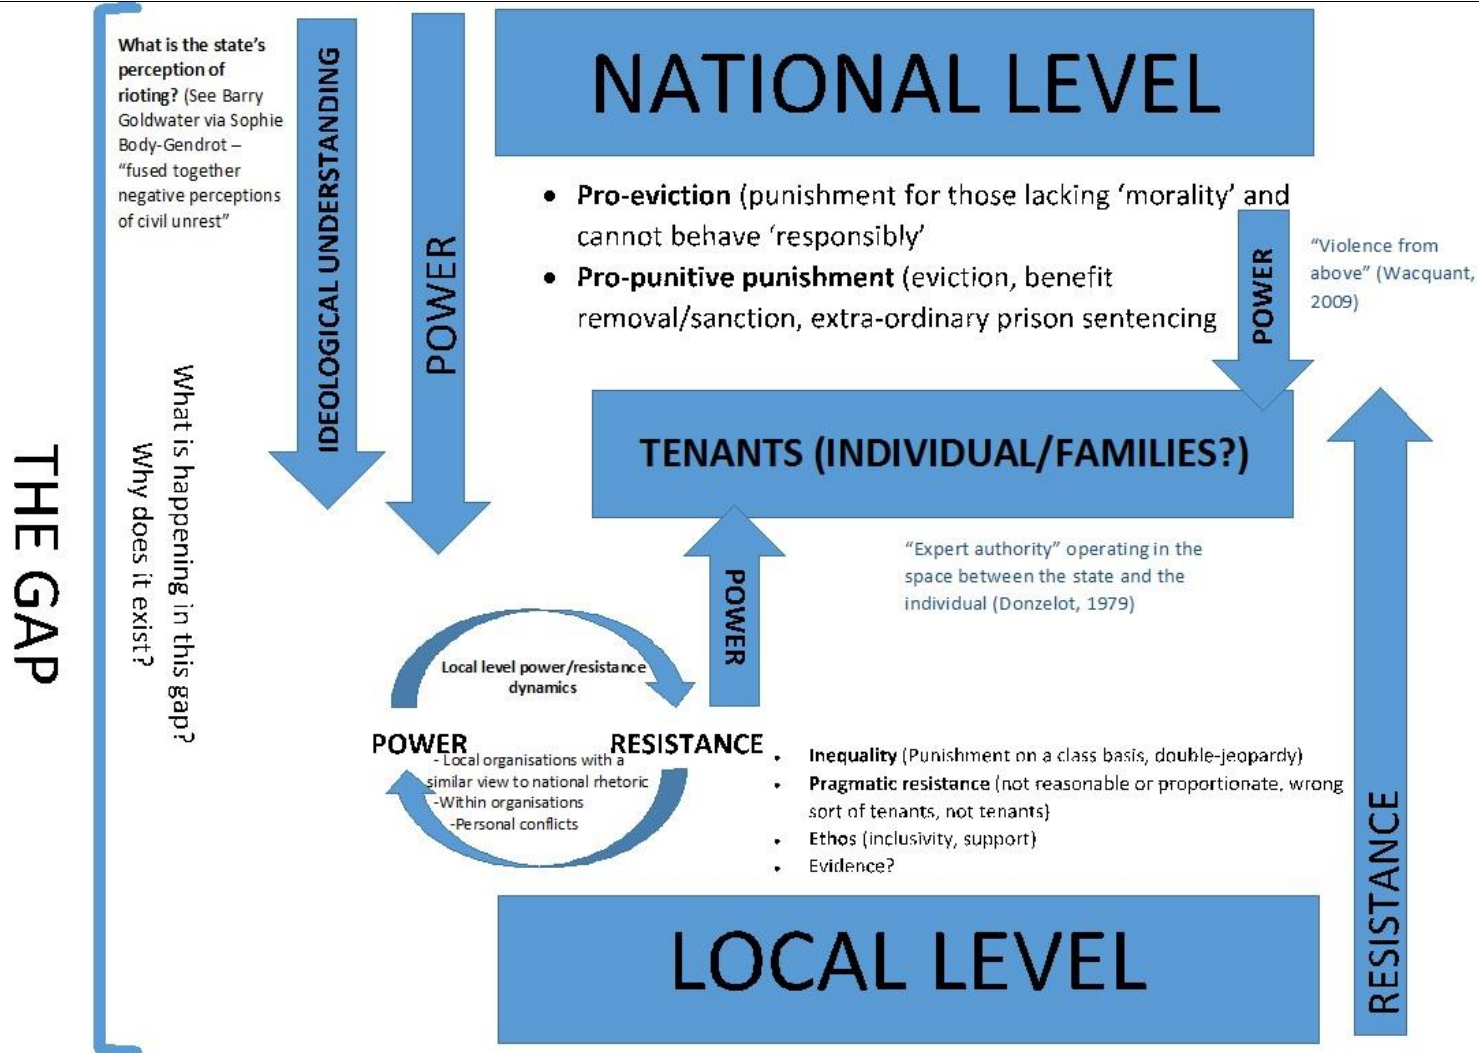 What is the state's
perception of
rioting? (See Barry
Goldwater via Sophie
Body-Gendrot –
"fused together
negative perceptions
of civil unrest"
THE GAP
What is happening in this gap?
Why does it exist?
IDEOLOGICAL UNDERSTANDING
POWER
NATIONAL LEVEL
• Pro-eviction (punishment for those lacking 'morality' and
cannot behave 'responsibly'
• Pro-punitive punishment (eviction, benefit
removal/sanction, extra-ordinary prison sentencing
POWER
"Violence from
above" (Wacquant,
2009)
TENANTS (INDIVIDUAL/FAMILIES?)
"Expert authority" operating in the
space between the state and the
individual (Donzelot, 1979)
POWER
Local level power/resistance
dynamics
POWER
RESISTANCE
- Local organisations with a
similar view to national rhetoric
-Within organisations
-Personal conflicts
• Inequality (Punishment on a class basis, double-jeopardy)
• Pragmatic resistance (not reasonable or proportionate, wrong
sort of tenants, not tenants)
• Ethos (inclusivity, support)
• Evidence?
RESISTANCE
LOCAL LEVEL